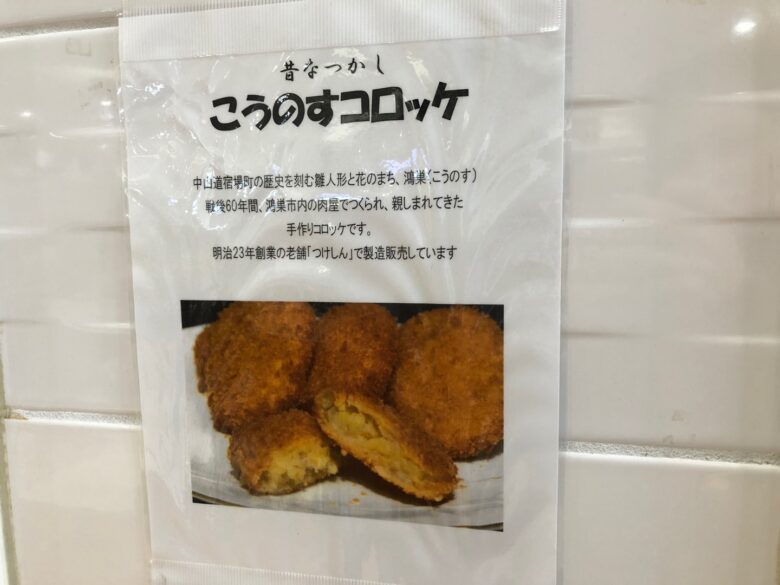 昔なつかし
こうのすコロッケ
中山道宿場町の歴史を刻む雛人形と花のまち、鴻巣(こうのす)
戦後60年間、鴻巣市内の肉屋でつくられ、親しまれてきた
手作りコロッケです。
明治23年創業の老舗「つけしん」で製造販売しています